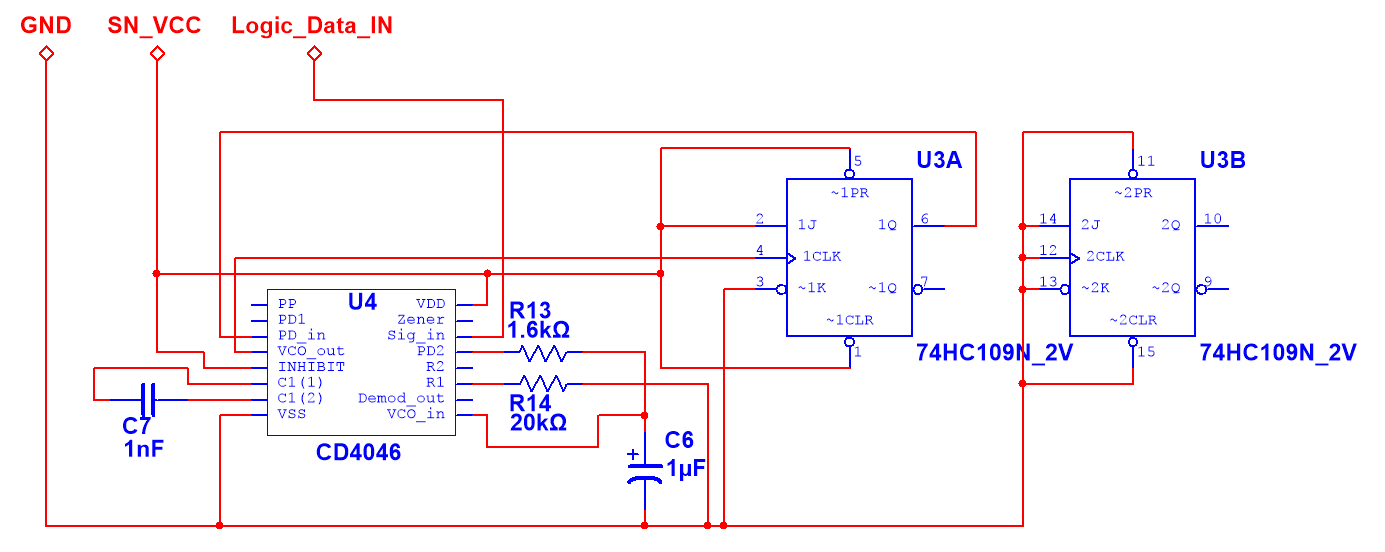 GND SN_VCC Logic_Data_IN
U3A
U3B
5
~1PR
2 1J 1Q 6
4 1CLK
3 ~1K ~1Q 7
~1CLR
1
74HC109N_2V
11
~2PR
14 2J 2Q 10
12 2CLK
13 ~2K ~2Q 9
~2CLR
15
74HC109N_2V
U4
PP VDD
PD1 Zener
PD_in Sig_in
VCO_out PD2
INHIBIT R2
C1(1) R1
C1(2) Demod_out
VSS VCO_in
CD4046
R13
1.6kΩ
R14
20kΩ
C7
1nF
C6
+
1µF